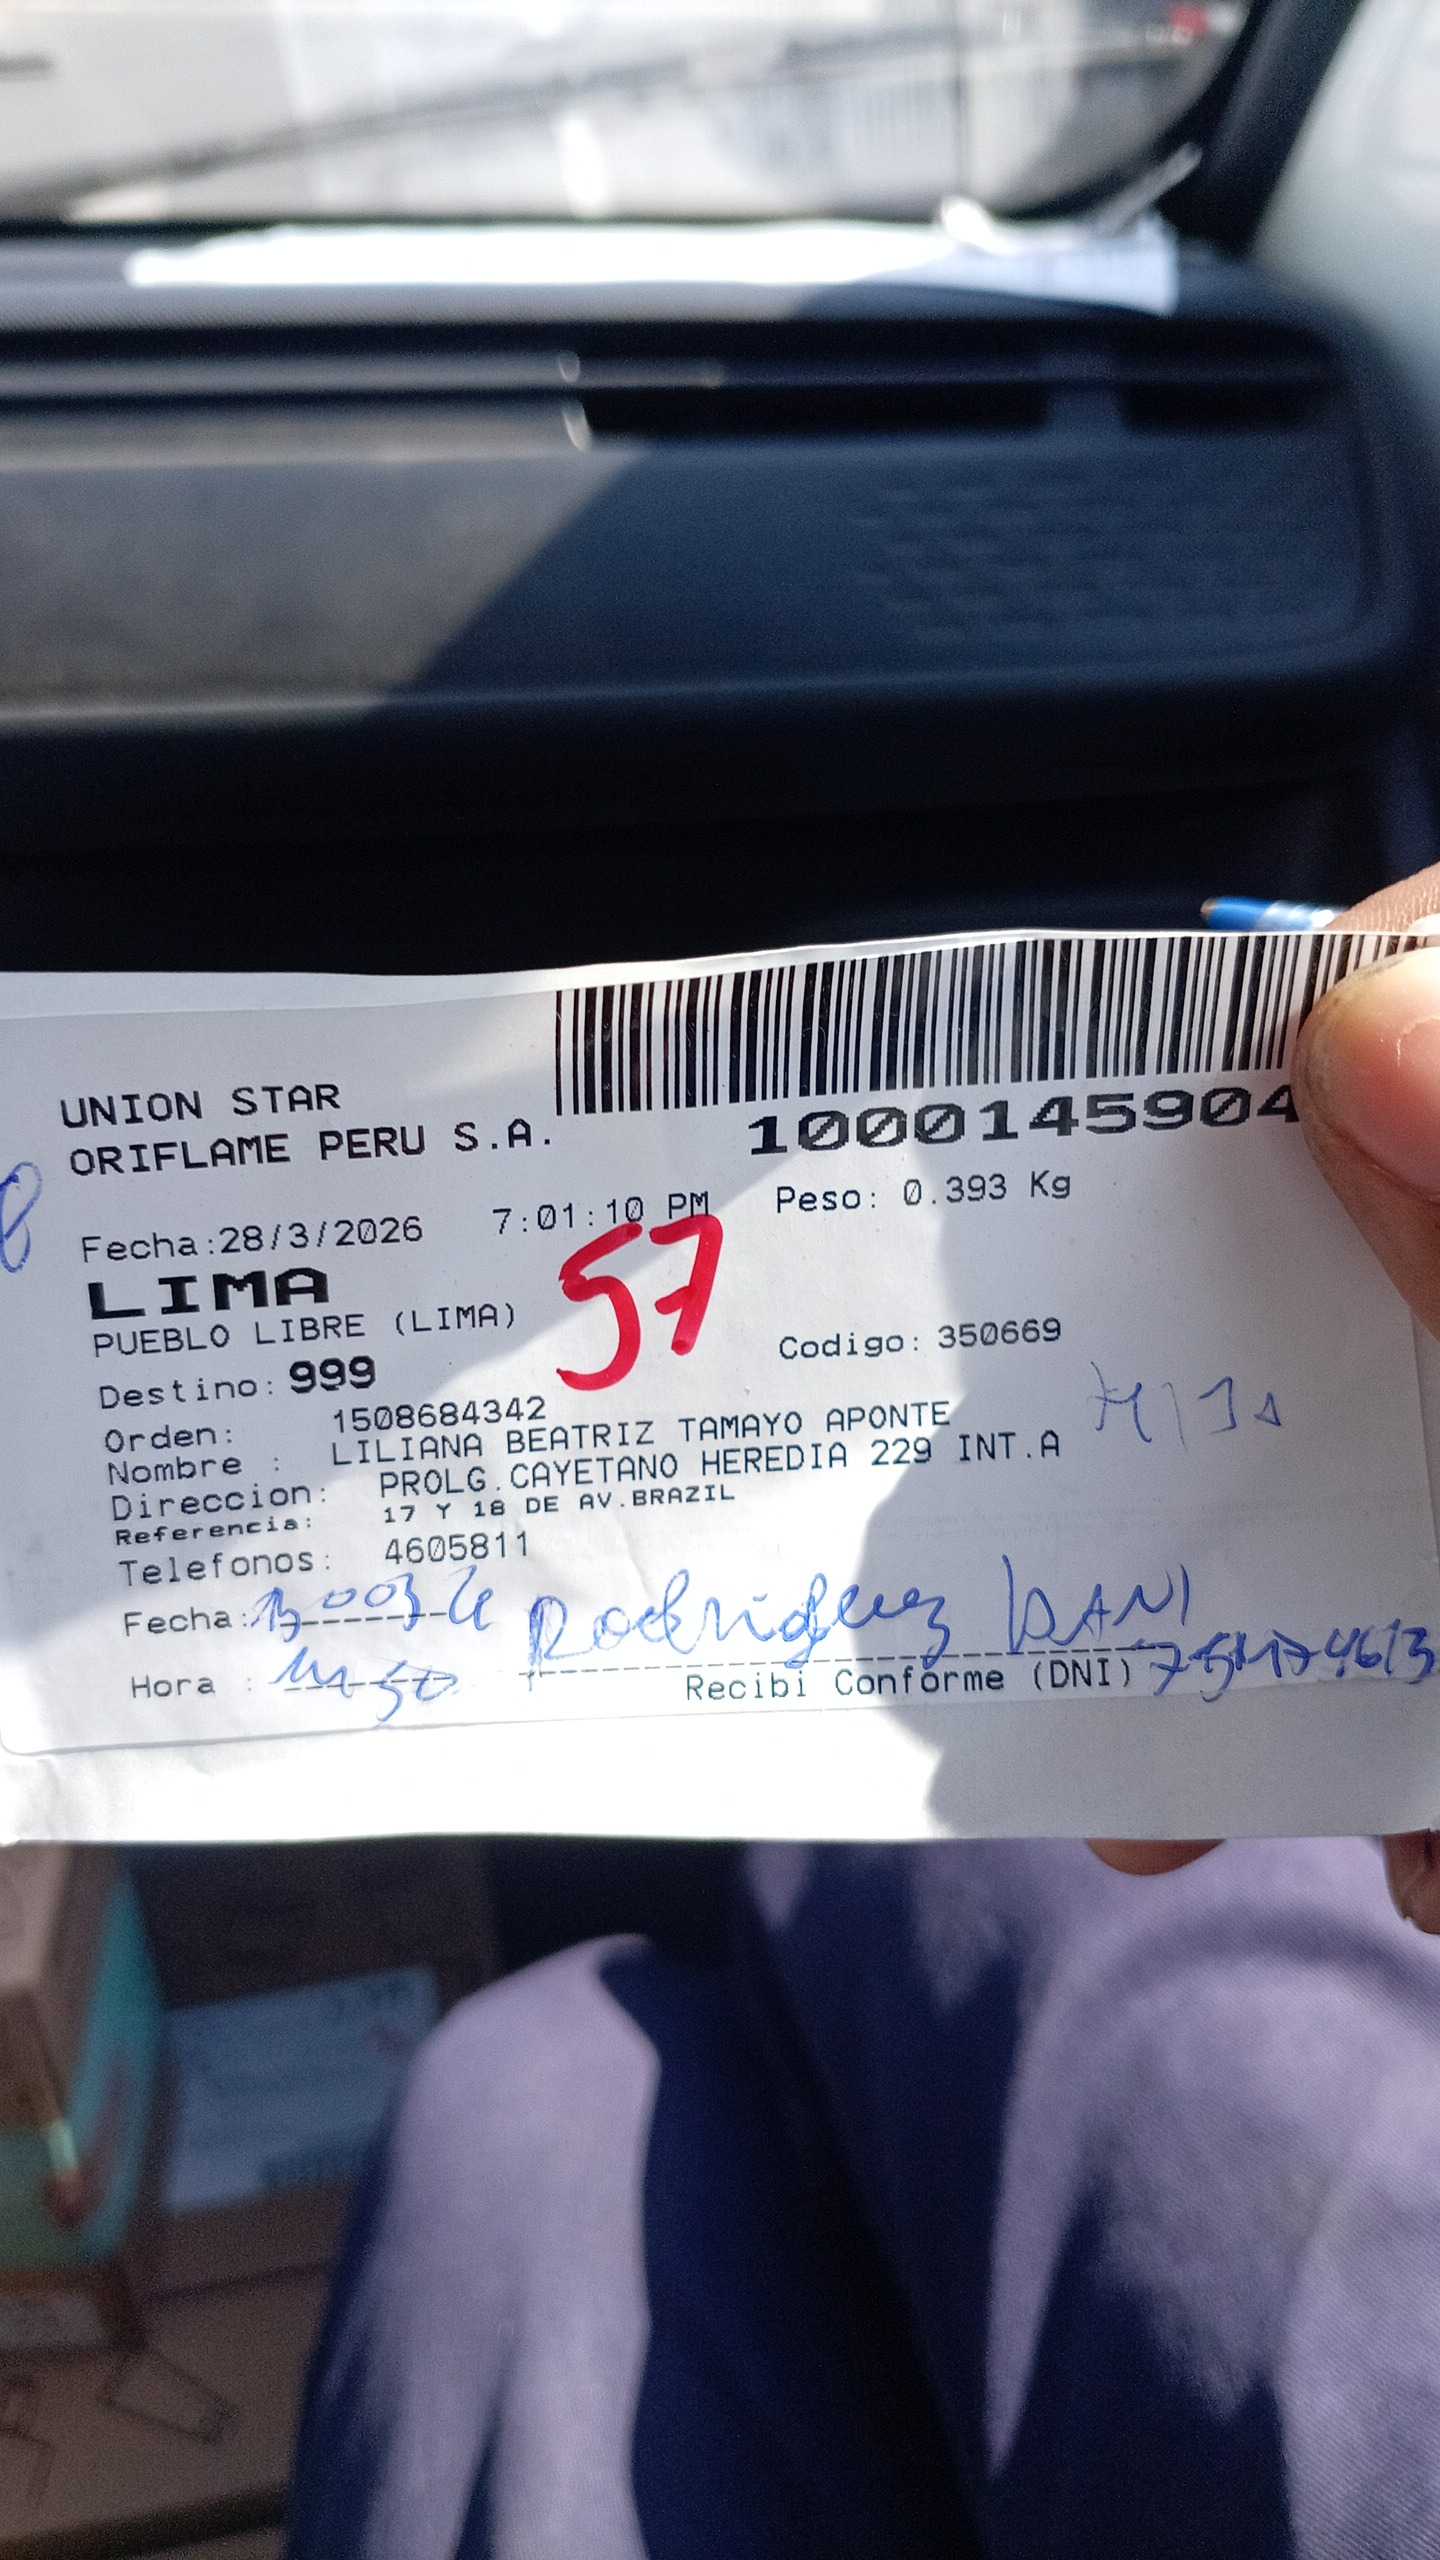 UNION STAR
ORIFLAME PERU S.A.
1000145904
Fecha:28/3/2026 7:01:10 PM Peso: 0.393 Kg
57
LIMA
PUEBLO LIBRE (LIMA)
Destino: 999 Codigo: 350669
Orden: 1508684342
Nombre : LILIANA BEATRIZ TAMAYO APONTE
Direccion: PROLG.CAYETANO HEREDIA 229 INT.A
Referencia: 17 Y 18 DE AV.BRAZIL
Telefonos: 4605811
Fecha: Rodriguez DANI
Hora : 50
Recibi Conforme (DNI)